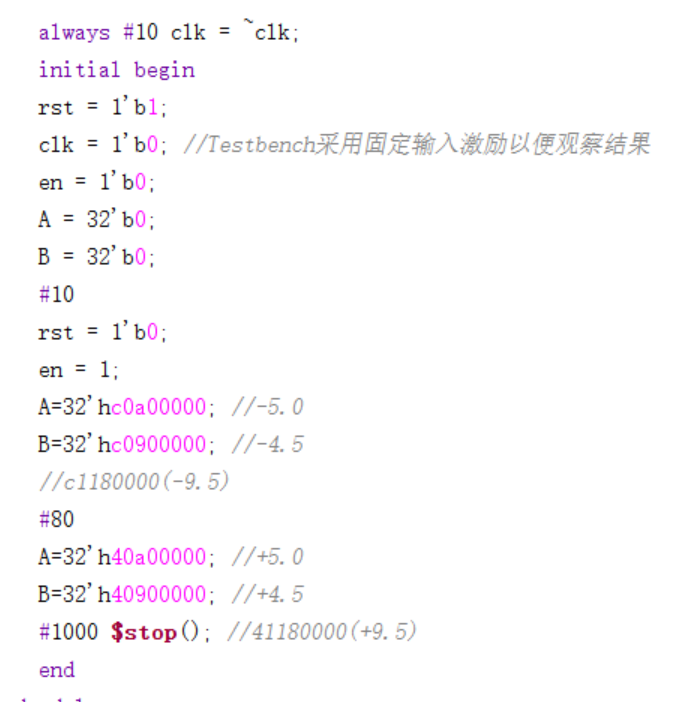 always #10 clk = ~clk;
initial begin
rst = 1'b1;
clk = 1'b0; //Testbench采用固定输入激励以便观察结果
en = 1'b0;
A = 32'b0;
B = 32'b0;
#10
rst = 1'b0;
en = 1;
A=32'hc0a00000; //-5.0
B=32'hc0900000; //-4.5
//c1180000(-9.5)
#80
A=32'h40a00000; //+5.0
B=32'h40900000; //+4.5
#1000 $stop(); //41180000(+9.5)
end